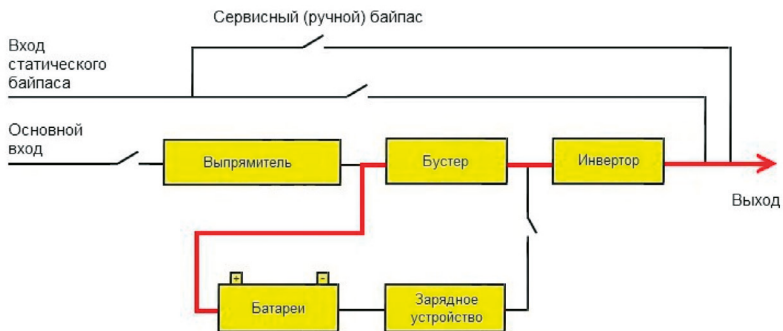 Сервисный (ручной) байпас
Вход
статического
байпаса
Основной
вход
Выпрямитель
Бустер
Инвертор
Выход
+
-
Батареи
Зарядное
устройство